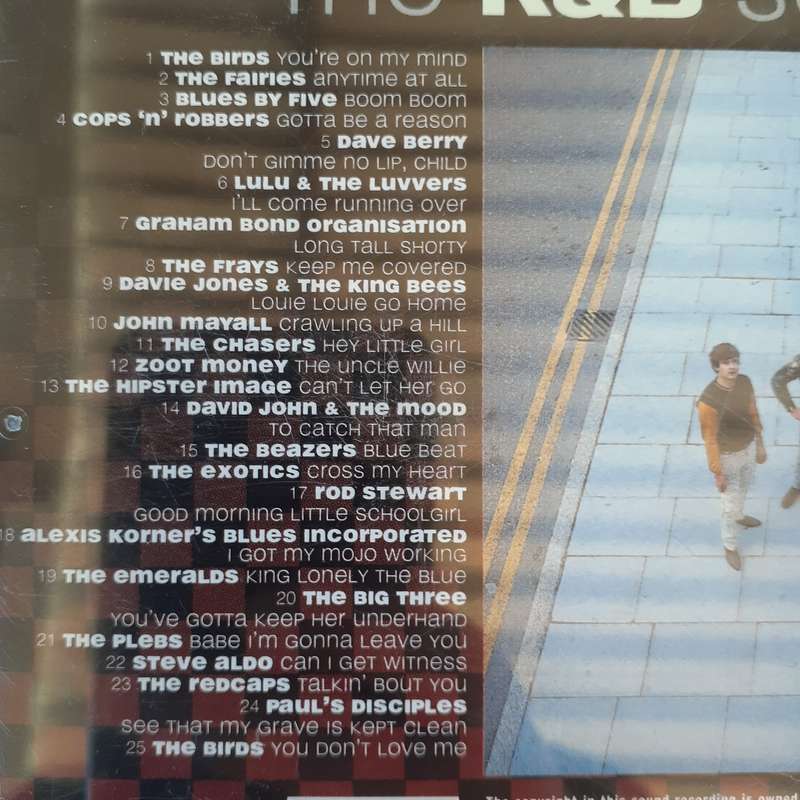 The R&B
1 THE BIRDS YOU'RE ON MY MIND
2 THE FAIRIES ANYTIME AT ALL
3 BLUES BY FIVE BOOM BOOM
4 COPS 'N' ROBBERS GOTTA BE A REASON
5 DAVE BERRY
DON'T GIMME NO LIP, CHILD
6 LULU & THE LUVVERS
I'LL COME RUNNING OVER
7 GRAHAM BOND ORGANISATION
LONG TALL SHORTY
8 THE FRAYS KEEP ME COVERED
9 DAVIE JONES & THE KING BEES
LOUIE LOUIE GO HOME
10 JOHN MAYALL CRAWLING UP A HILL
11 THE CHASERS HEY LITTLE GIRL
12 ZOOT MONEY THE UNCLE WILLIE
13 THE HIPSTER IMAGE CAN'T LET HER GO
14 DAVID JOHN & THE MOOD
TO CATCH THAT MAN
15 THE BEAZERS BLUE BEAT
16 THE EXOTICS CROSS MY HEART
17 ROD STEWART
GOOD MORNING LITTLE SCHOOLGIRL
18 ALEXIS KORNER'S BLUES INCORPORATED
I GOT MY MOJO WORKING
19 THE EMERALDS KING LONELY THE BLUE
20 THE BIG THREE
YOU'VE GOTTA KEEP HER UNDERHAND
21 THE PLEBS BABE I'M GONNA LEAVE YOU
22 STEVE ALDO CAN I GET WITNESS
23 THE REDCAPS TALKIN' BOUT YOU
24 PAUL'S DISCIPLES
SEE THAT MY GRAVE IS KEPT CLEAN
25 THE BIRDS YOU DON'T LOVE ME
The copyright in this sound recording is owned